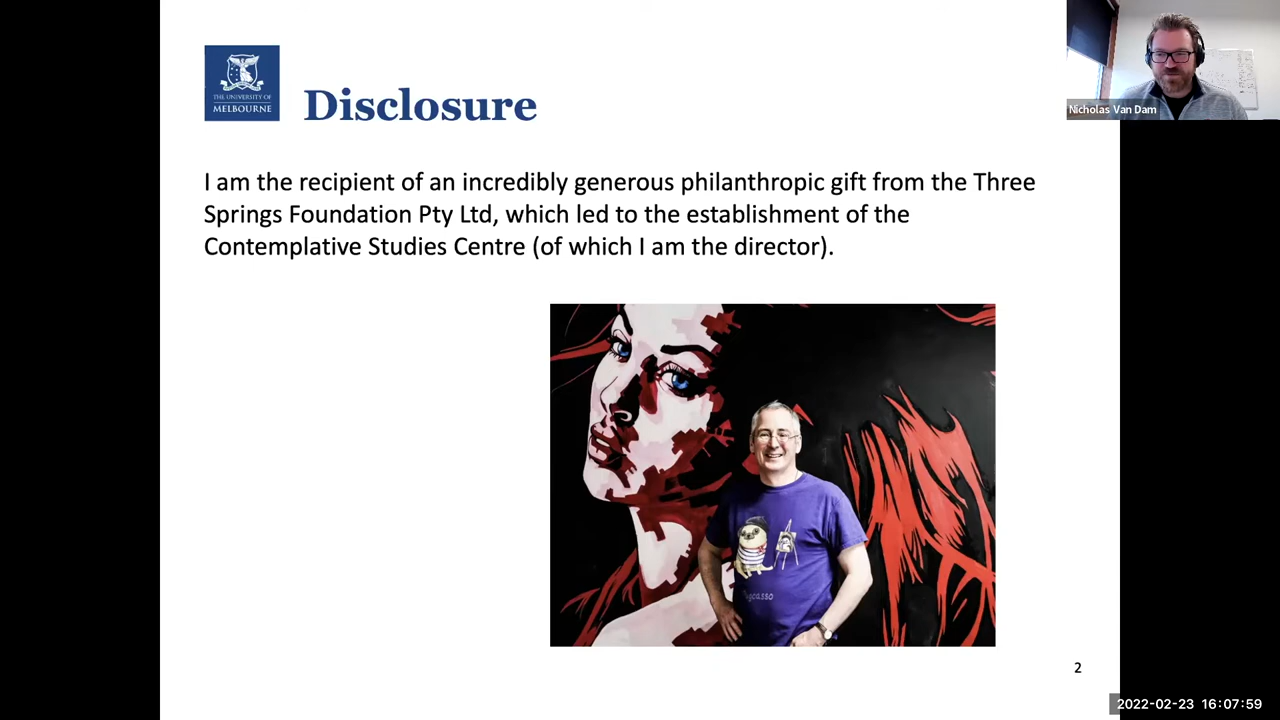 THE UNIVERSITY OF
MELBOURNE
Disclosure
Nicholas Van Dam
I am the recipient of an incredibly generous philanthropic gift from the Three
Springs Foundation Pty Ltd, which led to the establishment of the
Contemplative Studies Centre (of which I am the director).
2
2022-02-23 16:07:59